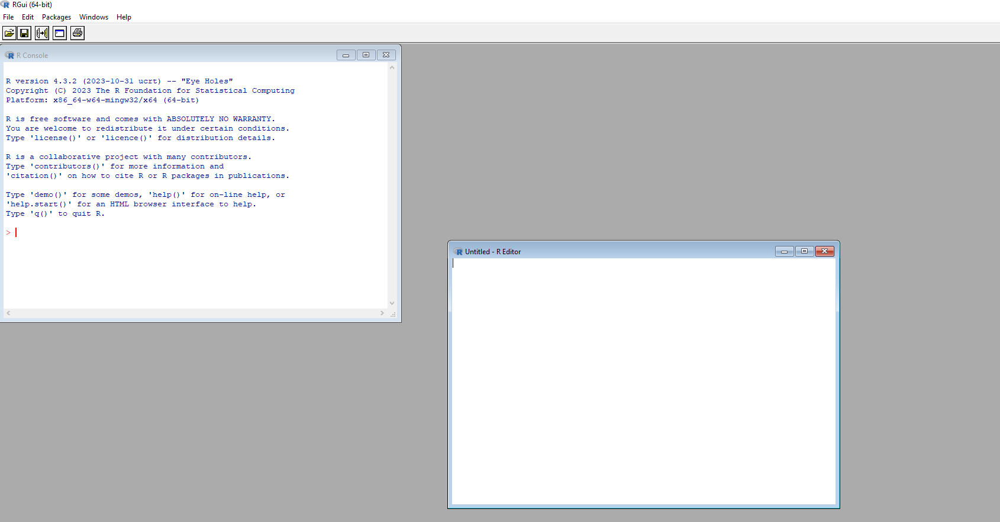 RGui (64-bit)
File Edit Packages Windows Help
R Console
R version 4.3.2 (2023-10-31 ucrt) -- "Eye Holes"
Copyright (C) 2023 The R Foundation for Statistical Computing
Platform: x86_64-w64-mingw32/x64 (64-bit)
R is free software and comes with ABSOLUTELY NO WARRANTY.
You are welcome to redistribute it under certain conditions.
Type 'license()' or 'licence()' for distribution details.
R is a collaborative project with many contributors.
Type 'contributors()' for more information and
'citation()' on how to cite R or R packages in publications.
Type 'demo()' for some demos, 'help()' for on-line help, or
'help.start()' for an HTML browser interface to help.
Type 'q()' to quit R.
>
Untitled - R Editor